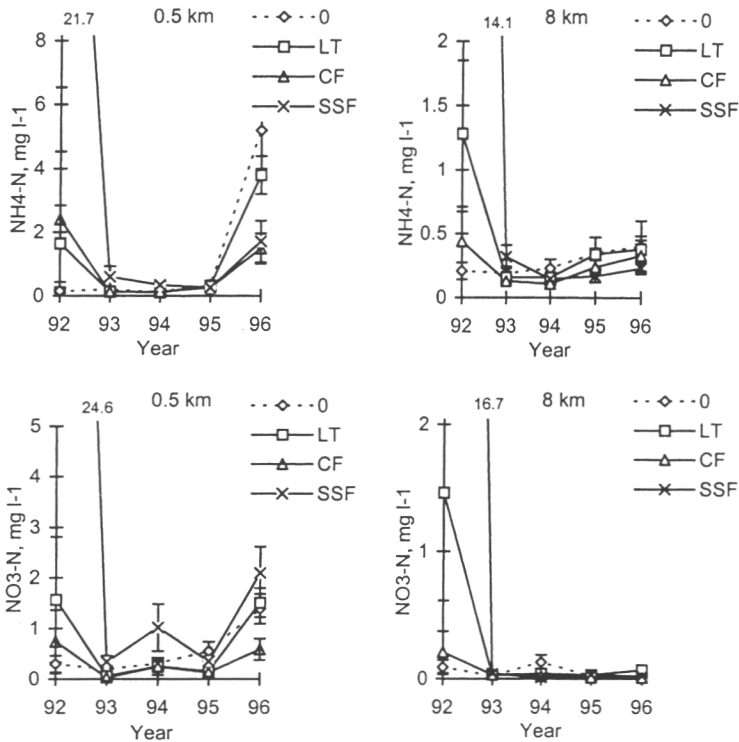 21.7 0.5 km
0
LT
CF
SSF
NH4-N, mg l-1
8
6
4
2
0
92 93 94 95 96
Year
14.1 8 km
0
LT
CF
SSF
NH4-N, mg l-1
2
1.5
1
0.5
0
92 93 94 95 96
Year
24.6 0.5 km
0
LT
CF
SSF
NO3-N, mg l-1
5
4
3
2
1
0
92 93 94 95 96
Year
16.7 8 km
0
LT
CF
SSF
NO3-N, mg l-1
2
1
0
92 93 94 95 96
Year